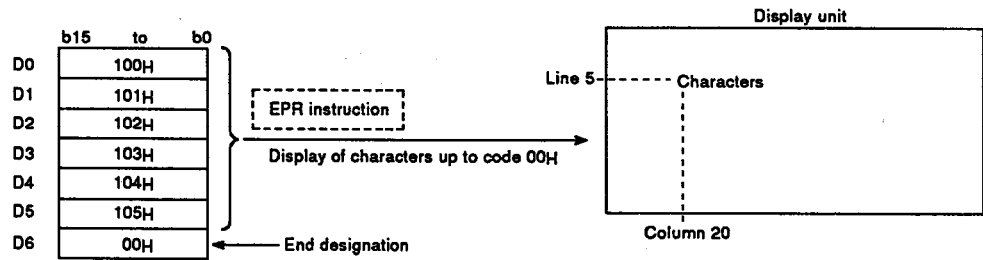 Display unit
b15 to b0
D0 100H
D1 101H
D2 102H
D3 103H
D4 104H
D5 105H
D6 00H
EPR instruction
Display of characters up to code 00H
End designation
Line 5
Characters
Column 20